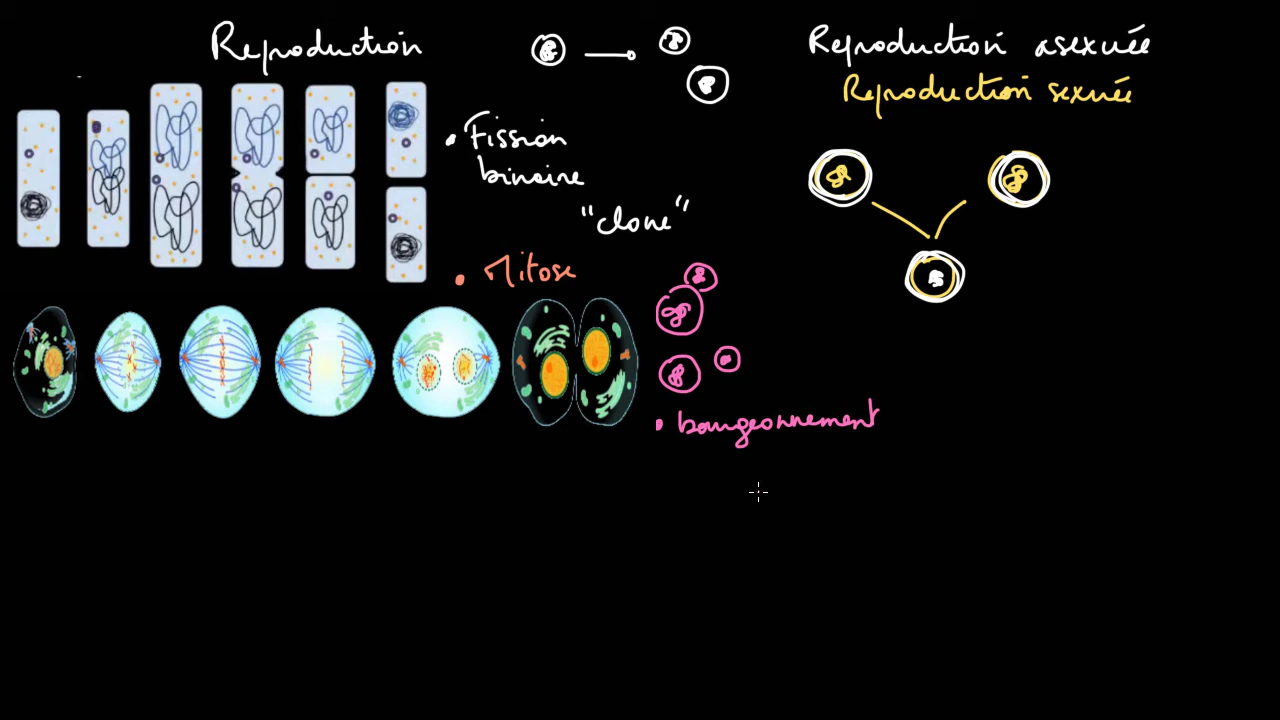 Reproduction
Reproduction asexuée
Reproduction sexuée
• Fission
binaire
"clone"
• Mitose
• bourgeonnement